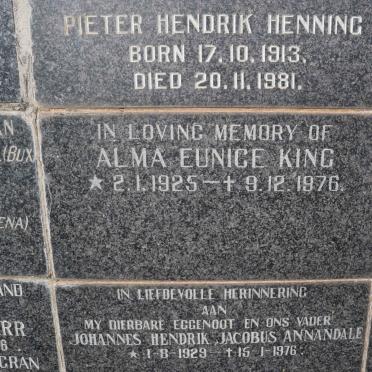 PIETER HENDRIK HENNING
BORN 17.10.1913.
DIED 20.11.1981.
IN LOVING MEMORY OF
ALMA EUNICE KING
★ 2.1.1925 — ✝ 9.12.1976.
IN LIEFDEVOLLE HERINNERING
AAN
MY DIERBARE EGGENOOT EN ONS VADER
JOHANNES HENDRIK JACOBUS ANNANDALE
★ 1-8-1929 — ✝ 15-1-1976.